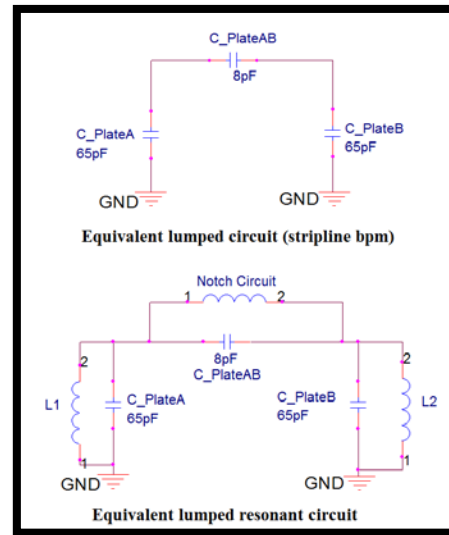 C_PlateAB
8pF
C_PlateA
65pF
C_PlateB
65pF
GND
GND
Equivalent lumped circuit (stripline bpm)
Notch Circuit
1 2
8pF
C_PlateAB
2
2
L1
C_PlateA
65pF
C_PlateB
65pF
L2
1
1
GND
GND
Equivalent lumped resonant circuit